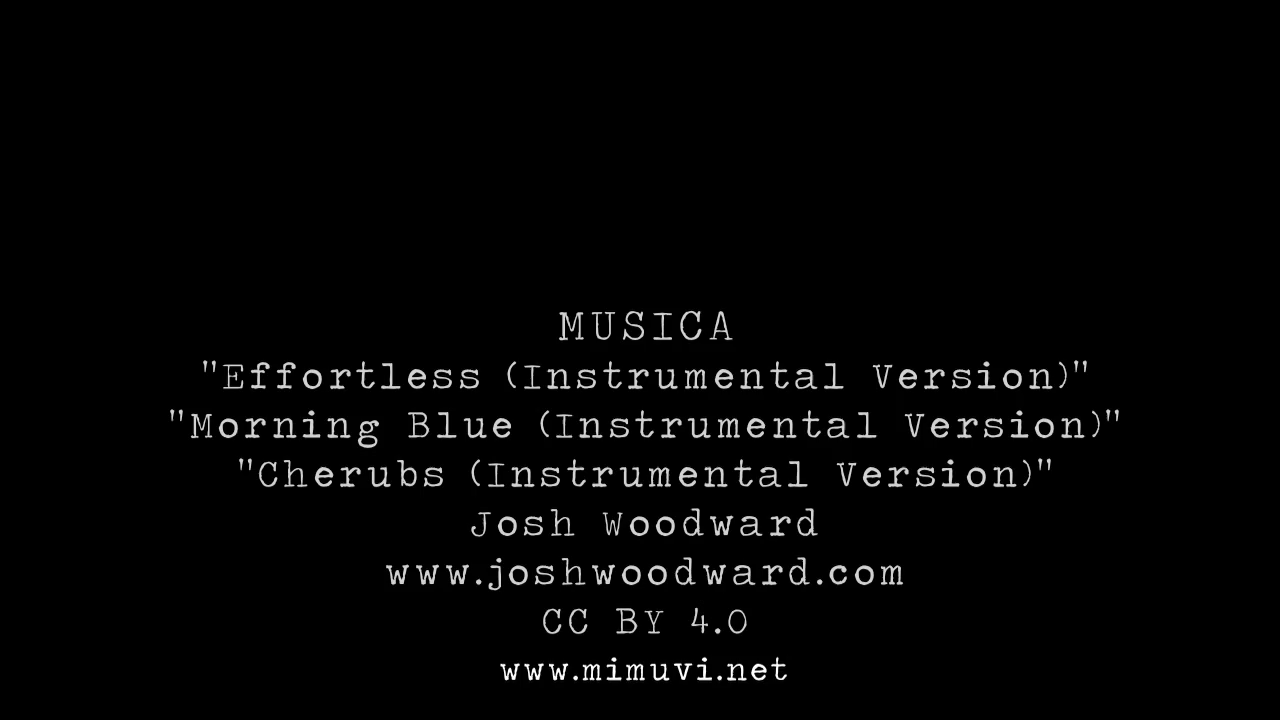 MUSICA
"Effortless (Instrumental Version)"
"Morning Blue (Instrumental Version)"
"Cherubs (Instrumental Version)"
Josh Woodward
www.joshwoodward.com
CC BY 4.0
www.mimuvi.net